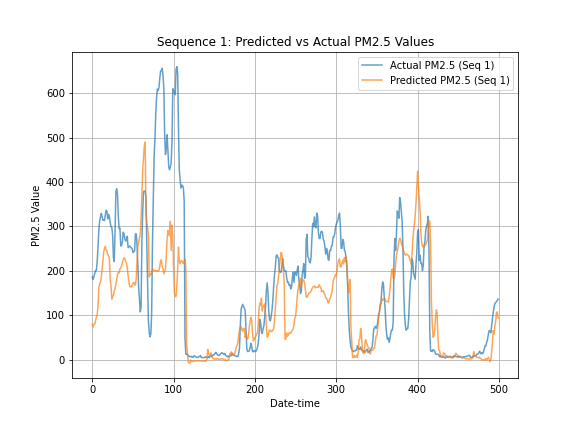 Sequence 1: Predicted vs Actual PM2.5 Values
Actual PM2.5 (Seq 1)
Predicted PM2.5 (Seq 1)
PM2.5 Value
600
500
400
300
200
100
0
0 100 200 300 400 500
Date-time